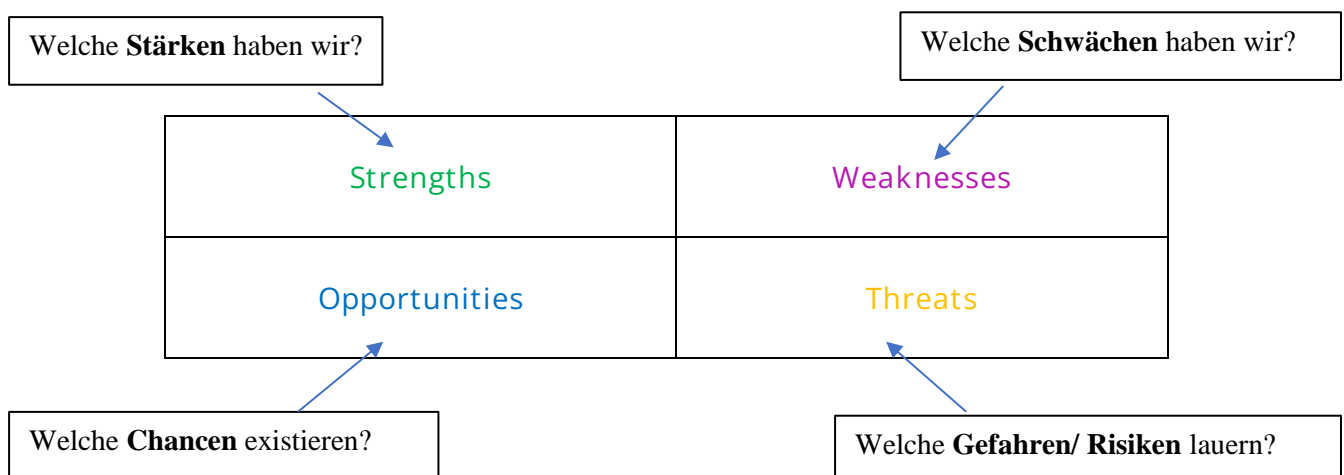 Welche Stärken haben wir?
Welche Schwächen haben wir?
Strengths
Weaknesses
Opportunities
Threats
Welche Chancen existieren?
Welche Gefahren/ Risiken lauern?